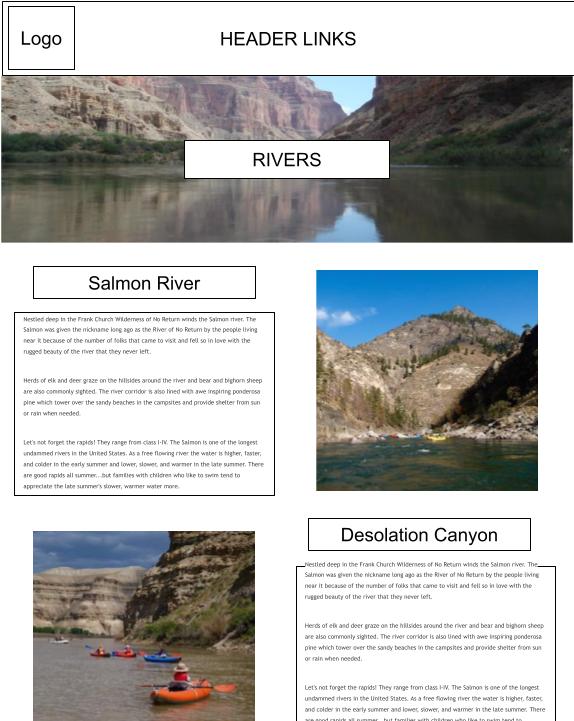 Logo
HEADER LINKS
RIVERS
Salmon River
Nestled deep in the Frank Church Wilderness of No Return winds the Salmon river. The
Salmon was given the nickname long ago as the River of No Return by the people living
near it because of the number of folks that came to visit and fell so in love with the
rugged beauty of the river that they never left.
Herds of elk and deer graze on the hillsides around the river and bear and bighorn sheep
are also commonly sighted. The river corridor is also lined with awe inspiring ponderosa
pine which tower over the sandy beaches in the campsites and provide shelter from sun
or rain when needed.
Let's not forget the rapids! They range from class I-IV. The Salmon is one of the longest
undammed rivers in the United States. As a free flowing river the water is higher, faster,
and colder in the early summer and lower, slower, and warmer in the late summer. There
are good rapids all summer...but families with children who like to swim tend to
appreciate the late summer's slower, warmer water more.
Desolation Canyon
Nestled deep in the Frank Church Wilderness of No Return winds the Salmon river. The
Salmon was given the nickname long ago as the River of No Return by the people living
near it because of the number of folks that came to visit and fell so in love with the
rugged beauty of the river that they never left.
Herds of elk and deer graze on the hillsides around the river and bear and bighorn sheep
are also commonly sighted. The river corridor is also lined with awe inspiring ponderosa
pine which tower over the sandy beaches in the campsites and provide shelter from sun
or rain when needed.
Let's not forget the rapids! They range from class I-IV. The Salmon is one of the longest
undammed rivers in the United States. As a free flowing river the water is higher, faster,
and colder in the early summer and lower, slower, and warmer in the late summer. There
are good rapids all summer...but families with children who like to swim tend to